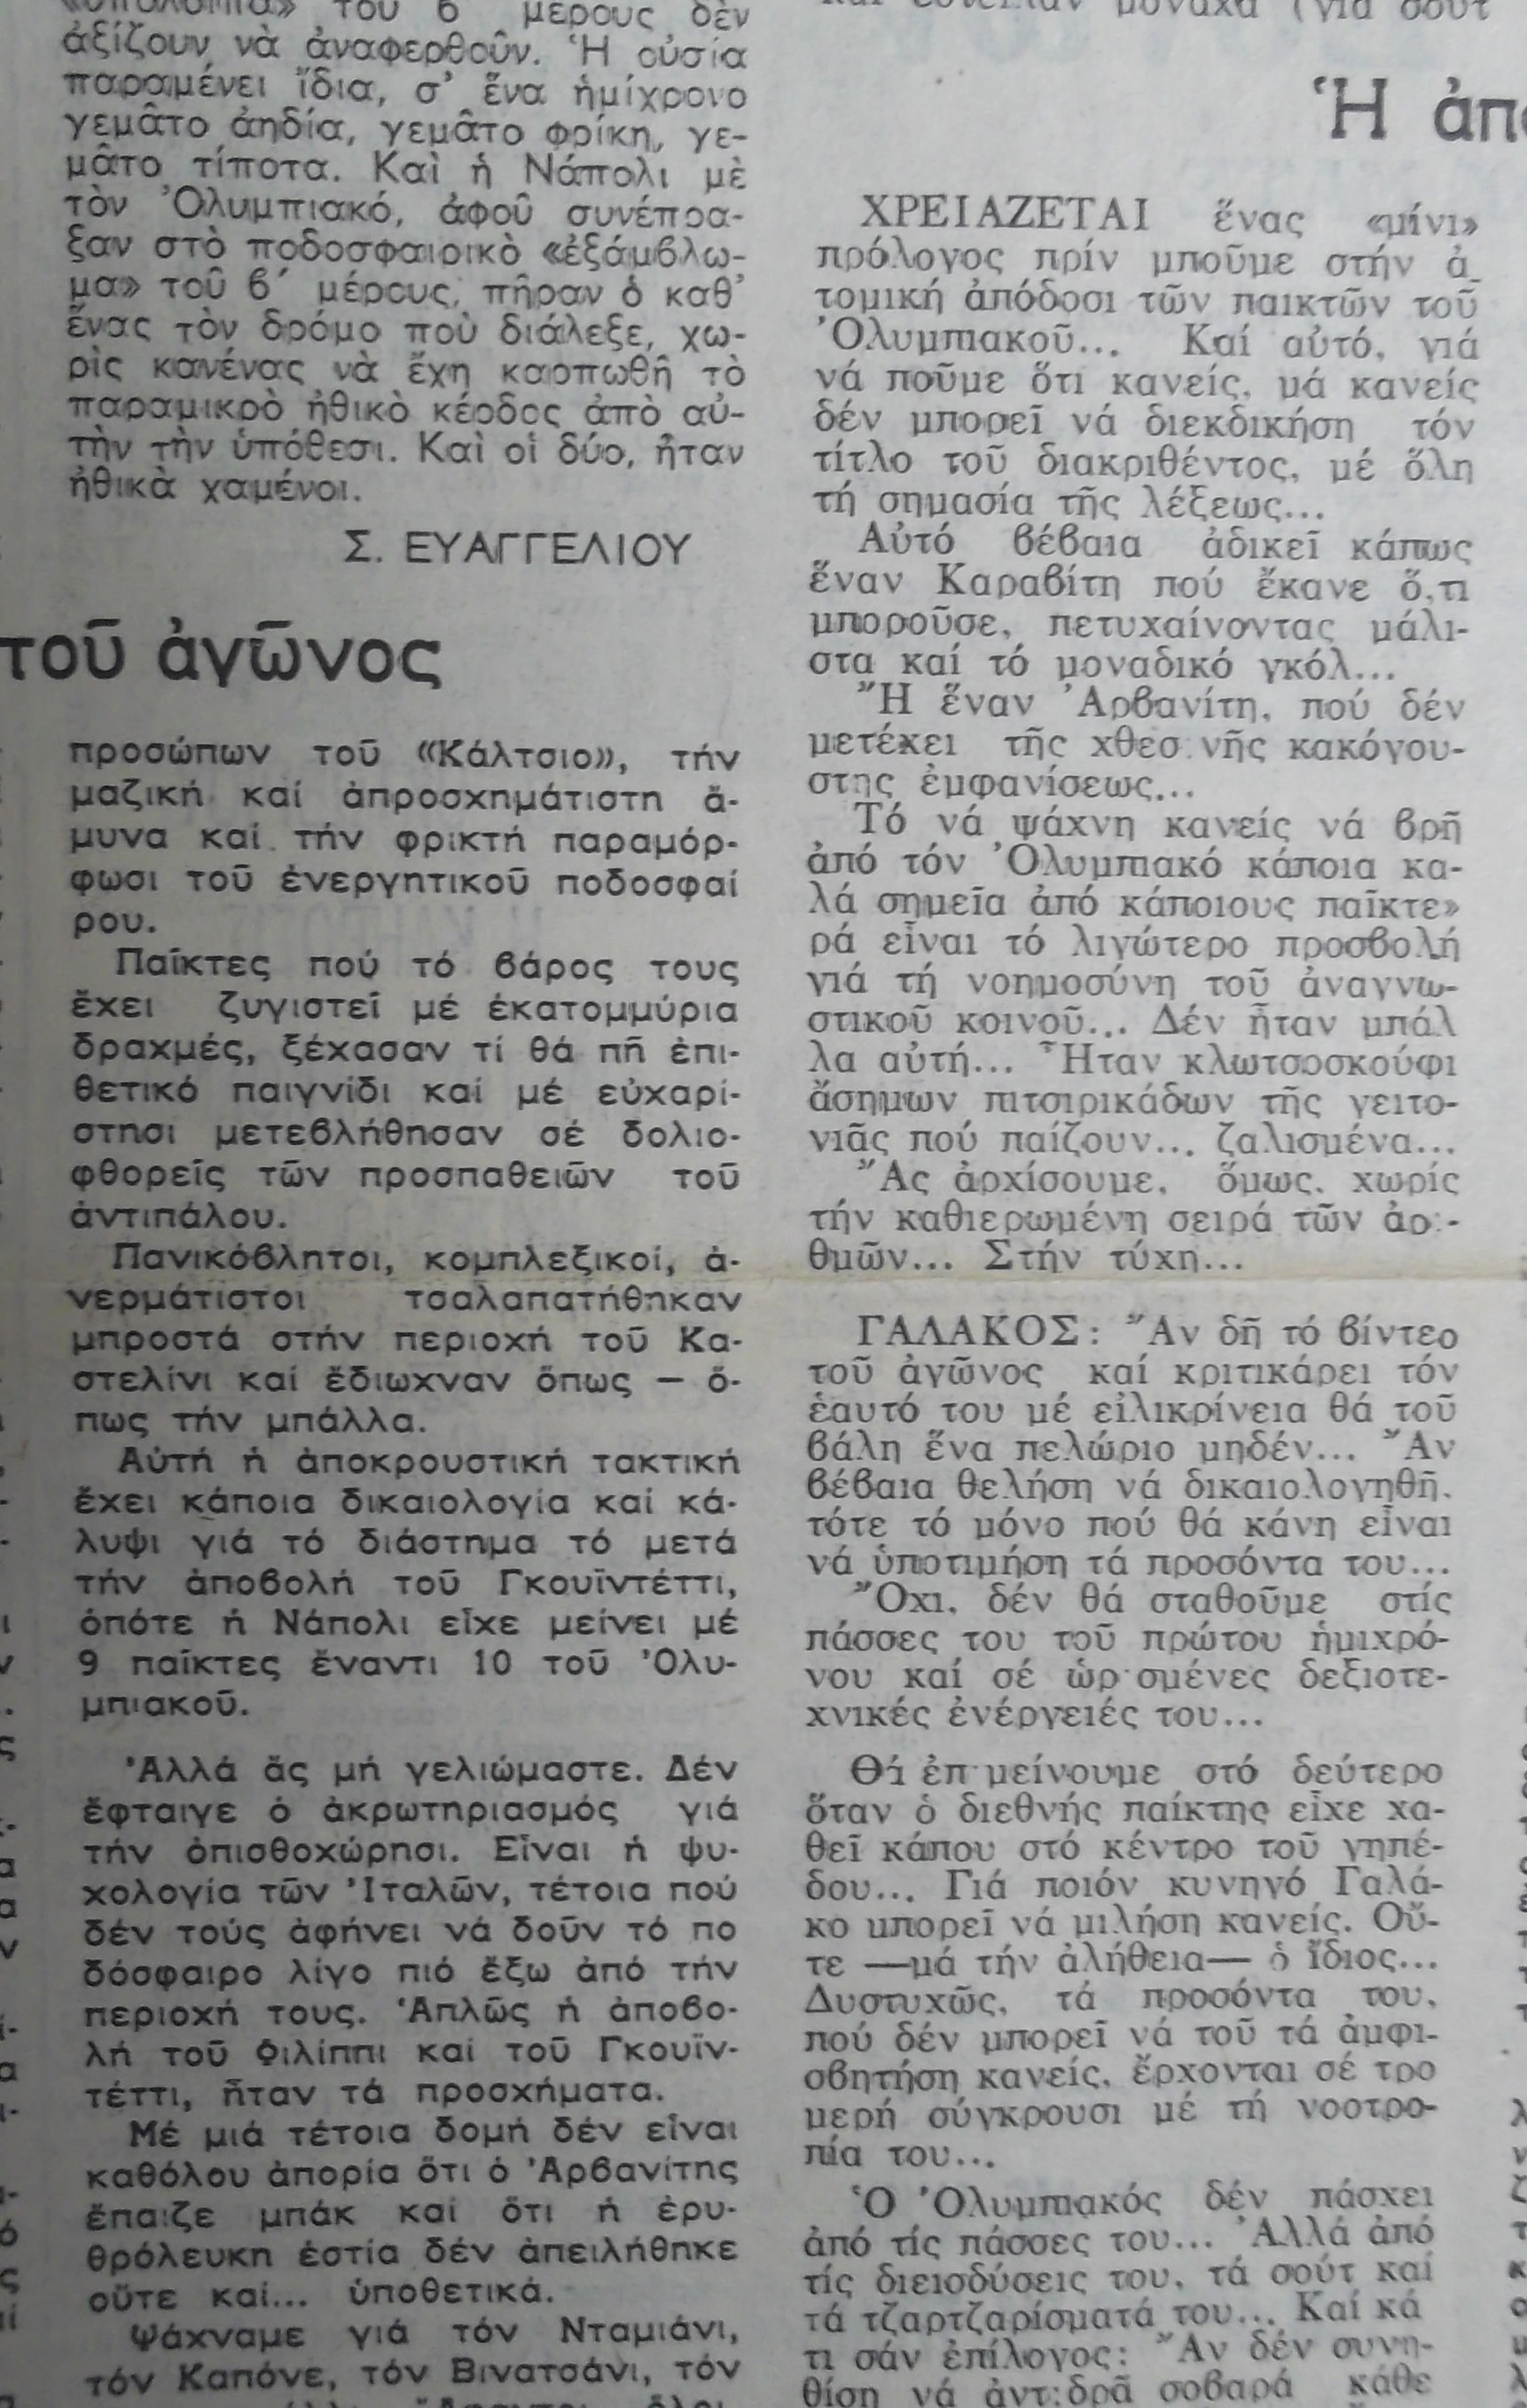 τοῦ β΄ μέρους δὲν
ἀξίζουν νὰ ἀναφερθοῦν. Ἡ οὐσία
παραμένει ἴδια, σ' ἕνα ἡμίχρονο
γεμᾶτο ἀηδία, γεμᾶτο φρίκη, γε-
μᾶτο τίποτα. Καὶ ἡ Νάπολι μὲ
τὸν Ὀλυμπιακό, ἀφοῦ συνέπρα-
ξαν στὸ ποδοσφαιρικὸ «ἐξάμβλω-
μα» τοῦ β΄ μέρους, πῆραν ὁ καθ'
ἕνας τὸν δρόμο ποὺ διάλεξε, χω-
ρὶς κανένας νὰ ἔχη καρπωθῆ τὸ
παραμικρὸ ἠθικὸ κέρδος ἀπὸ αὐ-
τὴν τὴν ὑπόθεσι. Καὶ οἱ δύο, ἦταν
ἠθικὰ χαμένοι.
Σ. ΕΥΑΓΓΕΛΙΟΥ
τοῦ ἀγῶνος
προσώπων τοῦ «Κάλτσιο», τήν
μαζική καί ἀπροσχημάτιστη ἄ-
μυνα καί τήν φρικτή παραμόρ-
φωσι τοῦ ἐνεργητικοῦ ποδοσφαί
ρου.
Παῖκτες πού τό βάρος τους
ἔχει ζυγιστεῖ μέ ἑκατομμύρια
δραχμές, ξέχασαν τί θά πῆ ἐπι-
θετικό παιγνίδι καί μέ εὐχαρί-
στησι μετεβλήθησαν σέ δολιο-
φθορεῖς τῶν προσπαθειῶν τοῦ
ἀντιπάλου.
Πανικόβλητοι, κομπλεξικοί, ἀ-
νερμάτιστοι τσαλαπατήθηκαν
μπροστά στήν περιοχή τοῦ Κα-
στελίνι καί ἔδιωχναν ὅπως — ὅ-
πως τήν μπάλλα.
Αὐτή ἡ ἀποκρουστική τακτική
ἔχει κάποια δικαιολογία καί κά-
λυψι γιά τό διάστημα τό μετά
τήν ἀποβολή τοῦ Γκουϊντέττι,
ὁπότε ἡ Νάπολι εἶχε μείνει μέ
9 παῖκτες ἔναντι 10 τοῦ Ὀλυ-
μπιακοῦ.
Ἀλλά ἄς μή γελιώμαστε. Δέν
ἔφταιγε ὁ ἀκρωτηριασμός γιά
τήν ὀπισθοχώρησι. Εἶναι ἡ ψυ-
χολογία τῶν Ἰταλῶν, τέτοια πού
δέν τούς ἀφήνει νά δοῦν τό πο
δόσφαιρο λίγο πιό ἔξω ἀπό τήν
περιοχή τους. Ἁπλῶς ἡ ἀποβο-
λή τοῦ Φιλίππι καί τοῦ Γκουϊν-
τέττι, ἦταν τά προσχήματα.
Μέ μιά τέτοια δομή δέν εἶναι
καθόλου ἀπορία ὅτι ὁ Ἀρβανίτης
ἔπαιζε μπάκ καί ὅτι ἡ ἐρυ-
θρόλευκη ἑστία δέν ἀπειλήθηκε
οὔτε καί... ὑποθετικά.
Ψάχναμε γιά τόν Νταμιάνι,
τόν Καπόνε, τόν Βινατσάνι, τόν
Ἡ ἀπο
ΧΡΕΙΑΖΕΤΑΙ ἕνας «μίνι»
πρόλογος πρίν μποῦμε στήν ἀ_
τομική ἀπόδοσι τῶν παικτῶν τοῦ
Ὀλυμπιακοῦ... Καί αὐτό, γιά
νά ποῦμε ὅτι κανείς, μά κανείς
δέν μπορεῖ νά διεκδικήση τόν
τίτλο τοῦ διακριθέντος, μέ ὅλη
τή σημασία τῆς λέξεως...
Αὐτό βέβαια ἀδικεῖ κάπως
ἕναν Καραβίτη πού ἔκανε ὅ,τι
μποροῦσε, πετυχαίνοντας μάλι-
στα καί τό μοναδικό γκόλ...
Ἤ ἕναν Ἀρβανίτη, πού δέν
μετέχει τῆς χθεσινῆς κακόγου-
στης ἐμφανίσεως...
Τό νά ψάχνη κανείς νά βρῆ
ἀπό τόν Ὀλυμπιακό κάποια κα-
λά σημεῖα ἀπό κάποιους παῖκτε»
ρά εἶναι τό λιγώτερο προσβολή
γιά τή νοημοσύνη τοῦ ἀναγνω-
στικοῦ κοινοῦ... Δέν ἦταν μπάλ
λα αὐτή... Ἦταν κλωτσοσκούφι
ἄσημων πιτσιρικάδων τῆς γειτο-
νιᾶς πού παίζουν... ζαλισμένα...
Ἄς ἀρχίσουμε, ὅμως, χωρίς
τήν καθιερωμένη σειρά τῶν ἀρι-
θμῶν... Στήν τύχη...
ΓΑΛΑΚΟΣ: Ἄν δῆ τό βίντεο
τοῦ ἀγῶνος καί κριτικάρει τόν
ἑαυτό του μέ εἰλικρίνεια θά τοῦ
βάλη ἕνα πελώριο μηδέν... Ἄν
βέβαια θελήση νά δικαιολογηθῆ,
τότε τό μόνο πού θά κάνη εἶναι
νά ὑποτιμήση τά προσόντα του...
Ὄχι, δέν θά σταθοῦμε στίς
πάσσες του τοῦ πρώτου ἡμιχρό-
νου καί σέ ὡρισμένες δεξιοτε-
χνικές ἐνέργειές του...
Θά ἐπιμείνουμε στό δεύτερο
ὅταν ὁ διεθνής παίκτης εἶχε χα-
θεῖ κάπου στό κέντρο τοῦ γηπέ-
δου... Γιά ποιόν κυνηγό Γαλά-
κο μπορεῖ νά μιλήση κανείς. Οὔ-
τε —μά τήν ἀλήθεια— ὁ ἴδιος...
Δυστυχῶς, τά προσόντα του,
πού δέν μπορεῖ νά τοῦ τά ἀμφι-
σβητήση κανείς, ἔρχονται σέ τρο
μερή σύγκρουσι μέ τή νοοτρο-
πία του...
Ὁ Ὀλυμπιακός δέν πάσχει
ἀπό τίς πάσσες του... Ἀλλά ἀπό
τίς διεισδύσεις του, τά σούτ καί
τά τζαρτζαρίσματά του... Καί κά
τι σάν ἐπίλογος: Ἄν δέν συνη-
θίση νά ἀντιδρᾶ σοβαρά κάθε